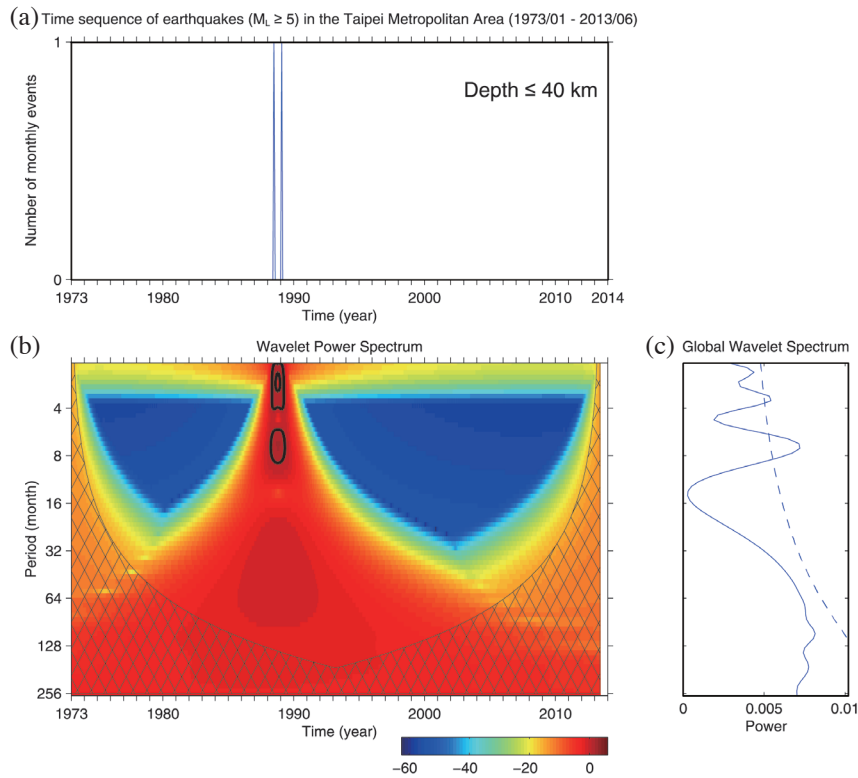 (a) Time sequence of earthquakes (ML ≥ 5) in the Taipei Metropolitan Area (1973/01 - 2013/06)
1
Depth ≤ 40 km
Number of monthly events
0
1973 1980 1990 2000 2010 2014
Time (year)
(b) Wavelet Power Spectrum
(c) Global Wavelet Spectrum
4
8
16
32
64
128
256
Period (month)
1973 1980 1990 2000 2010
Time (year)
0 0.005 0.01
Power
−60 −40 −20 0